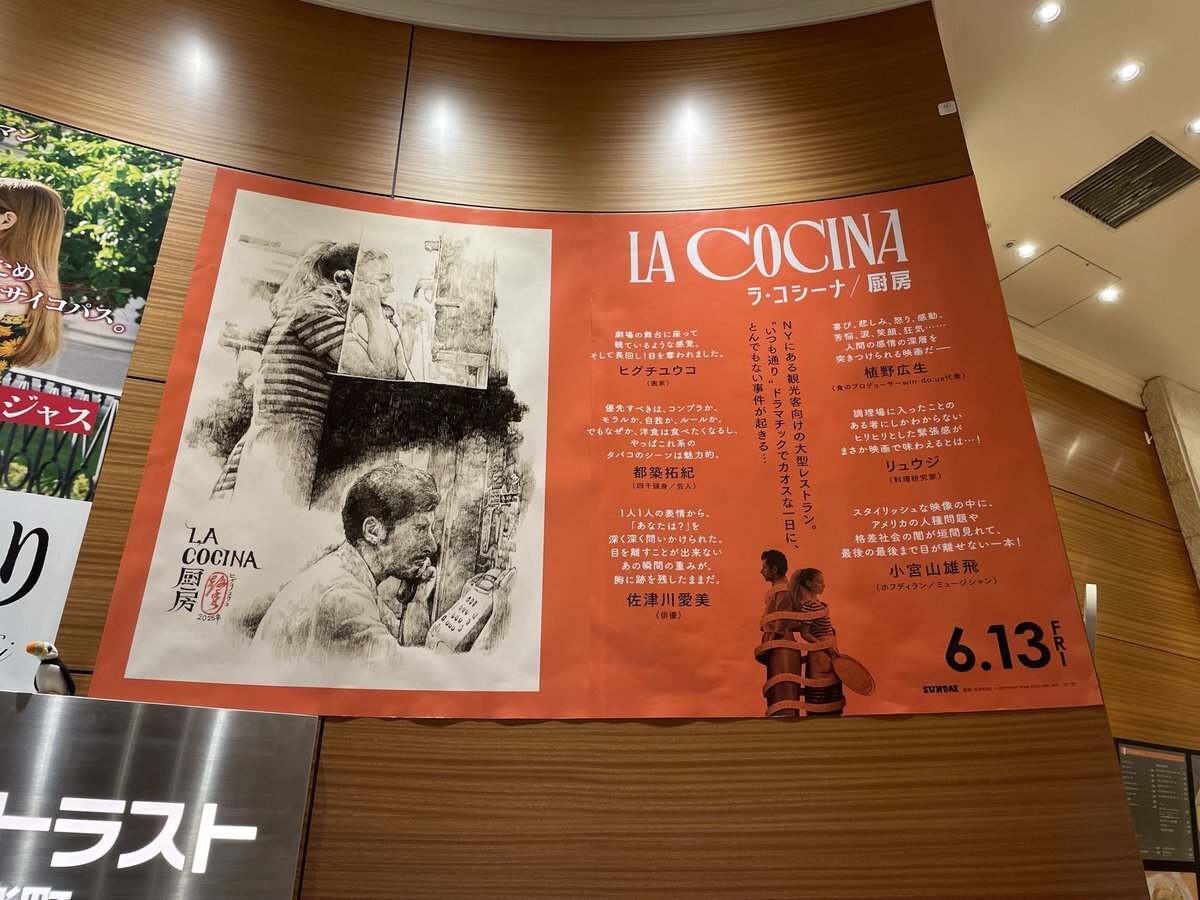 マン
ため
サイコパス。
ジャス
り
LA
COCINA
厨房
ヒグチユウコ
2025年
LA COCINA
ラ・コシーナ/厨房
NYにある観光客向けの大型レストラン。
"いつも通り"ドラマチックでカオスな一日に、
とんでもない事件が起きる…
劇場の舞台に座って
観ているような感覚。
そして長回し!目を奪われました。
ヒグチユウコ
(画家)
優先すべきは、コンプラか、
モラルか、自我か、ルールか。
でもなぜか、洋食は食べたくなるし、
やっぱこれ系の
タバコのシーンは魅力的。
都築拓紀
(四千頭身/芸人)
1人1人の表情から、
「あなたは?」を
深く深く問いかけられた。
目を離すことが出来ない
あの瞬間の重みが、
胸に跡を残したままだ。
佐津川愛美
(俳優)
喜び、悲しみ、怒り、感動、
苦悩、涙、笑顔、狂気……
人間の感情の深層を
突きつけられる映画だ――
植野広生
(食のプロデューサーwin-do.us代表)
調理場に入ったことの
ある者にしかわからない
ヒリヒリとした緊張感が
まさか映画で味わえるとは…!
リュウジ
(料理研究家)
スタイリッシュな映像の中に、
アメリカの人種問題や
格差社会の闇が垣間見れて、
最後の最後まで目が離せない一本!
小宮山雄飛
(ホフディラン/ミュージシャン)
6.13 FRI
SUNDAE
トラスト